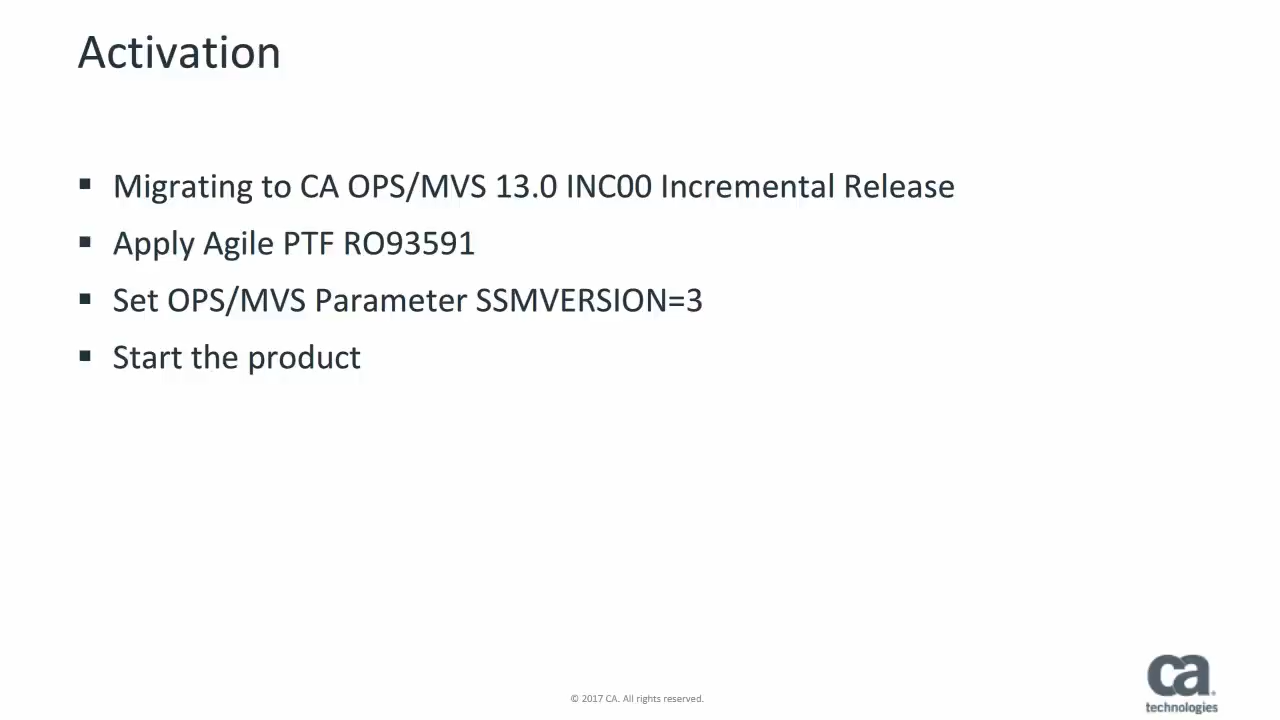 Activation
▪ Migrating to CA OPS/MVS 13.0 INC00 Incremental Release
▪ Apply Agile PTF RO93591
▪ Set OPS/MVS Parameter SSMVERSION=3
▪ Start the product
© 2017 CA. All rights reserved.
ca
technologies